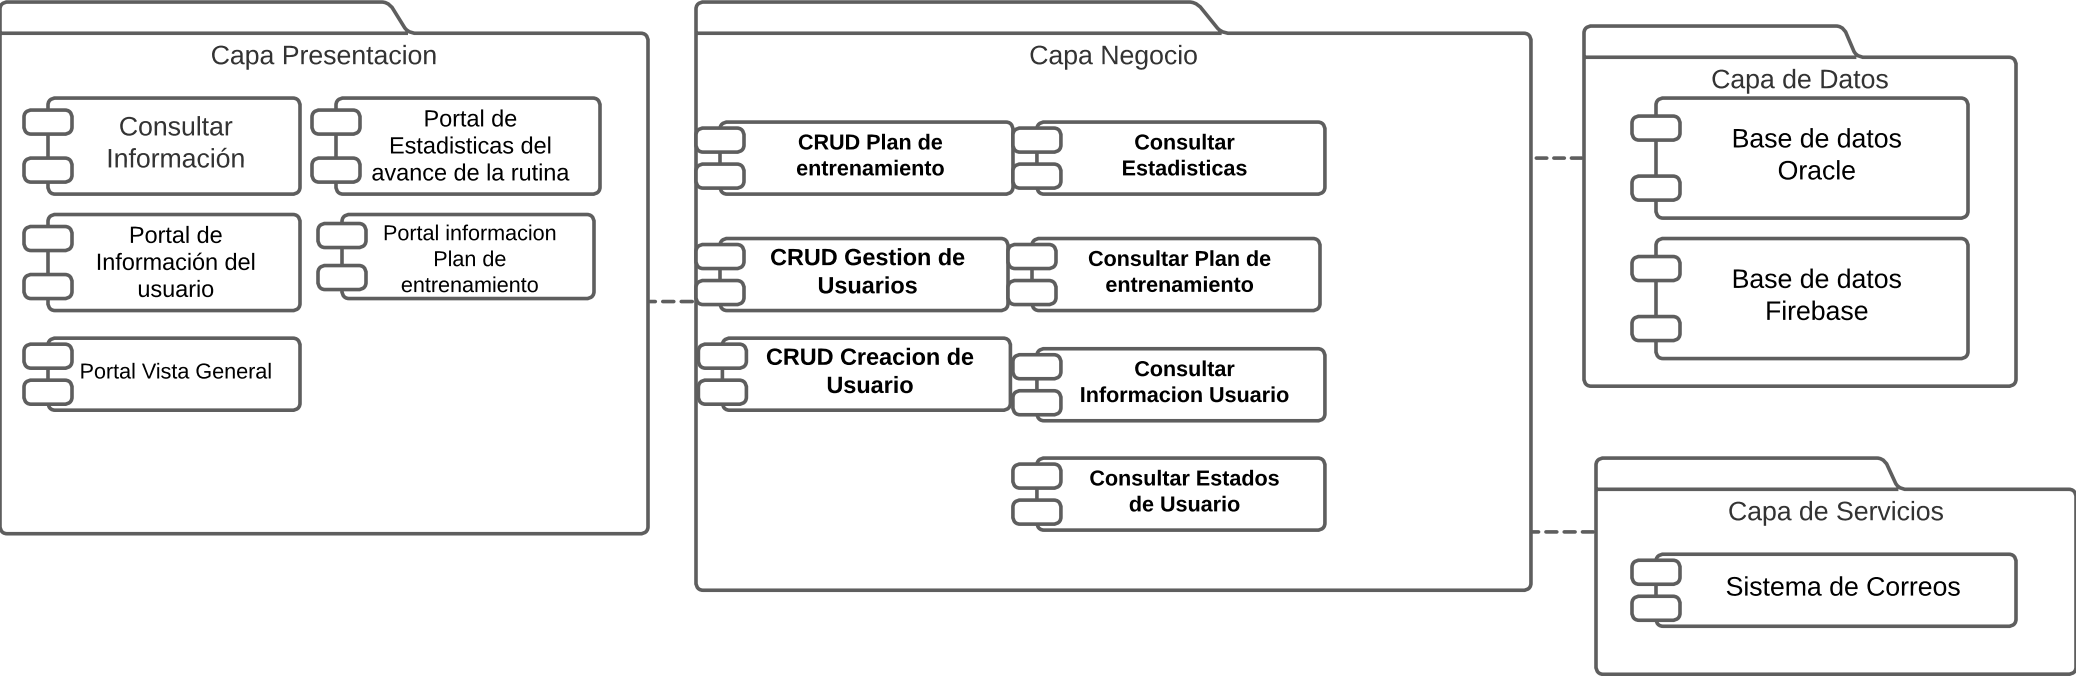 Capa Presentacion
Consultar
Información
Portal de
Estadisticas del
avance de la rutina
Portal de
Información del
usuario
Portal informacion
Plan de
entrenamiento
Portal Vista General
Capa Negocio
CRUD Plan de
entrenamiento
Consultar
Estadisticas
CRUD Gestion de
Usuarios
Consultar Plan de
entrenamiento
CRUD Creacion de
Usuario
Consultar
Informacion Usuario
Consultar Estados
de Usuario
Capa de Datos
Base de datos
Oracle
Base de datos
Firebase
Capa de Servicios
Sistema de Correos